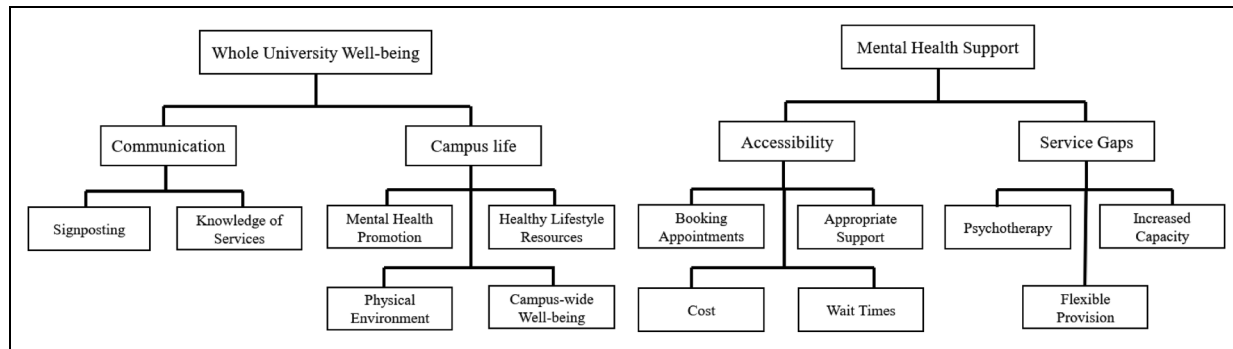 Whole University Well-being
Mental Health Support
Communication
Campus life
Accessibility
Service Gaps
Signposting
Knowledge of
Services
Mental Health
Promotion
Healthy Lifestyle
Resources
Booking
Appointments
Appropriate
Support
Psychotherapy
Increased
Capacity
Physical
Environment
Campus-wide
Well-being
Cost
Wait Times
Flexible
Provision